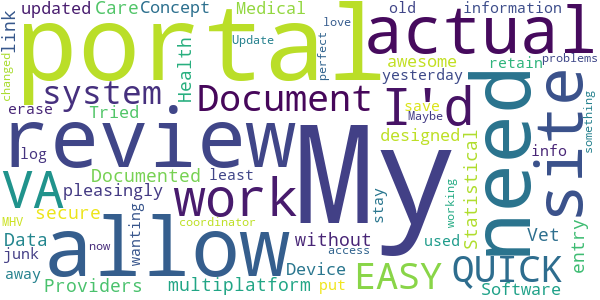 updated Care Concept Medical old information
link love
changed portal Health Update perfect awesome actual retain problems
system Tried Document yesterday I'd need site
erase save Maybe
review designed
log Documented My Statistical something
VA pleasingly work least info
secure stay Vet
MHV allow wanting coordinator working entry
Data now without access used
junk Device EASY QUICK
away Providers multiplatform put Software